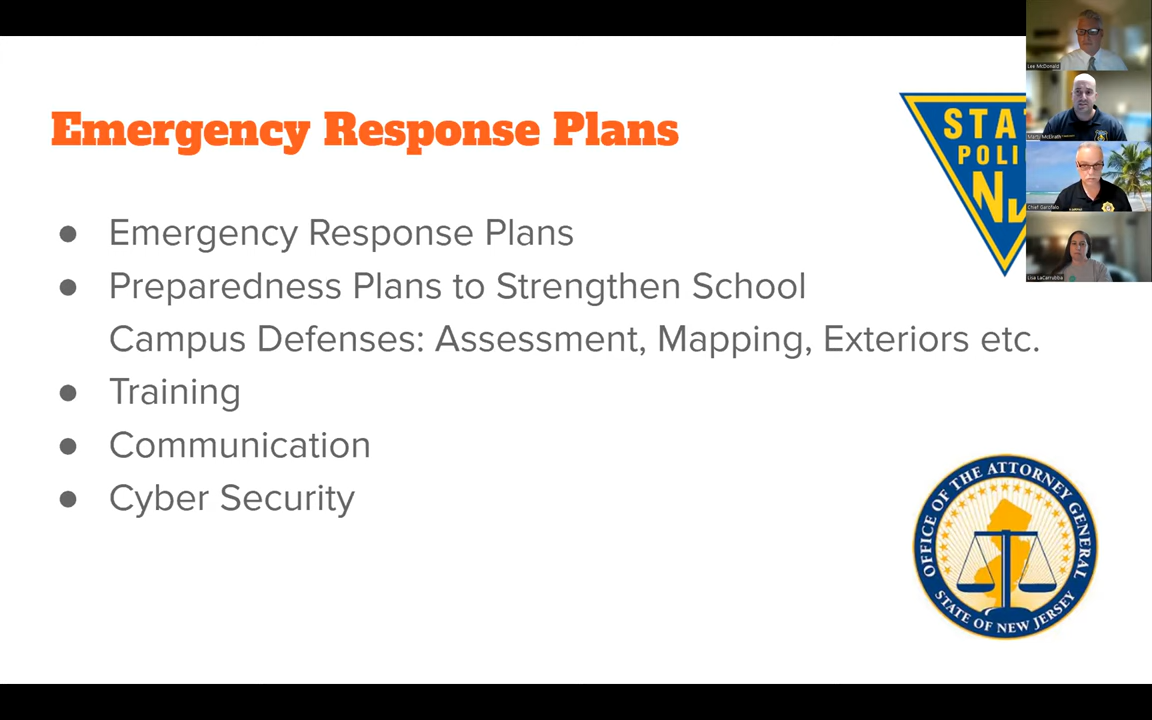 Emergency Response Plans
STA
POLI
NJ
Lee McDonald
Marty McElrath
Chief Garofalo
Lisa LaCarrubba
● Emergency Response Plans
● Preparedness Plans to Strengthen School
Campus Defenses: Assessment, Mapping, Exteriors etc.
● Training
● Communication
● Cyber Security
OFFICE OF THE ATTORNEY GENERAL
STATE OF NEW JERSEY